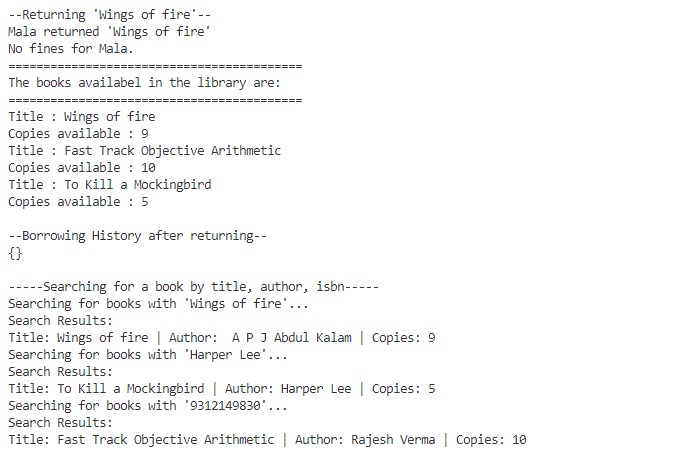 --Returning 'Wings of fire'--
Mala returned 'Wings of fire'
No fines for Mala.
==========================================
The books availabel in the library are:
==========================================
Title : Wings of fire
Copies available : 9
Title : Fast Track Objective Arithmetic
Copies available : 10
Title : To Kill a Mockingbird
Copies available : 5
--Borrowing History after returning--
{}
-----Searching for a book by title, author, isbn-----
Searching for books with 'Wings of fire'...
Search Results:
Title: Wings of fire | Author:  A P J Abdul Kalam | Copies: 9
Searching for books with 'Harper Lee'...
Search Results:
Title: To Kill a Mockingbird | Author: Harper Lee | Copies: 5
Searching for books with '9312149830'...
Search Results:
Title: Fast Track Objective Arithmetic | Author: Rajesh Verma | Copies: 10